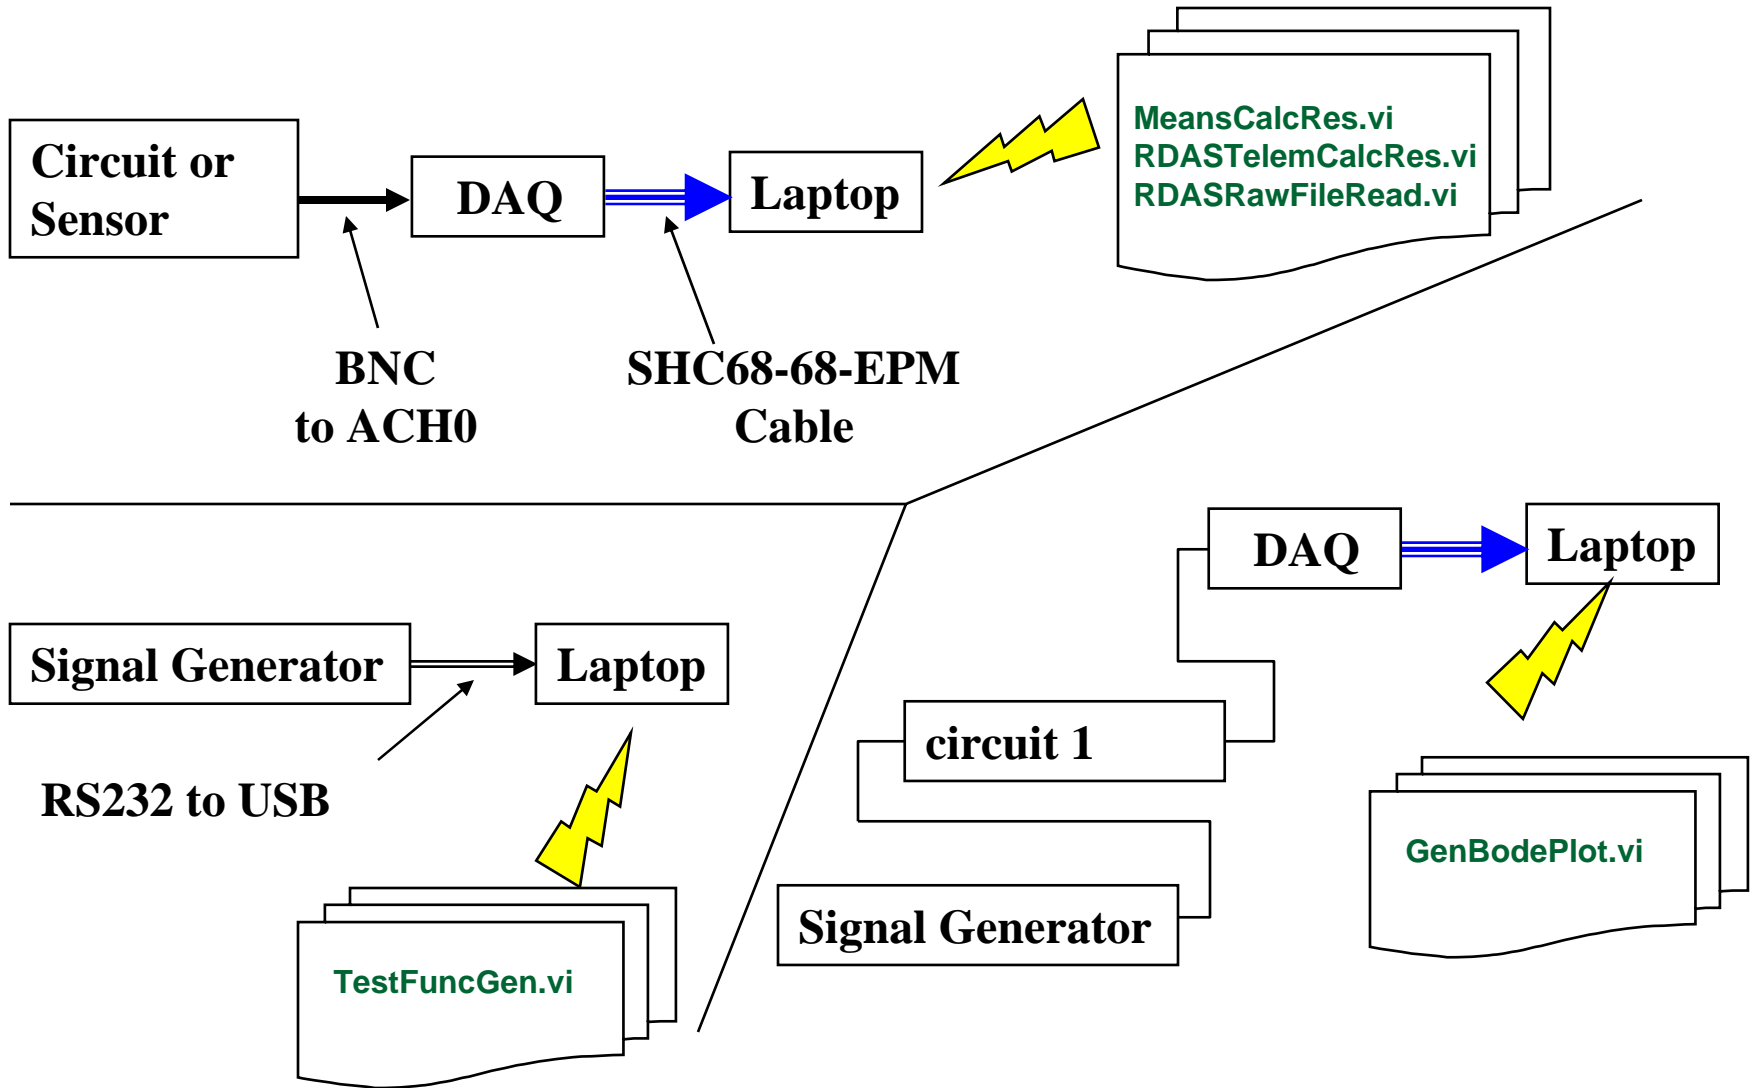 Circuit or
Sensor
DAQ
Laptop
MeansCalcRes.vi
RDASTelemCalcRes.vi
RDASRawFileRead.vi
BNC
to ACH0
SHC68-68-EPM
Cable
Signal Generator
Laptop
RS232 to USB
TestFuncGen.vi
DAQ
Laptop
circuit 1
Signal Generator
GenBodePlot.vi